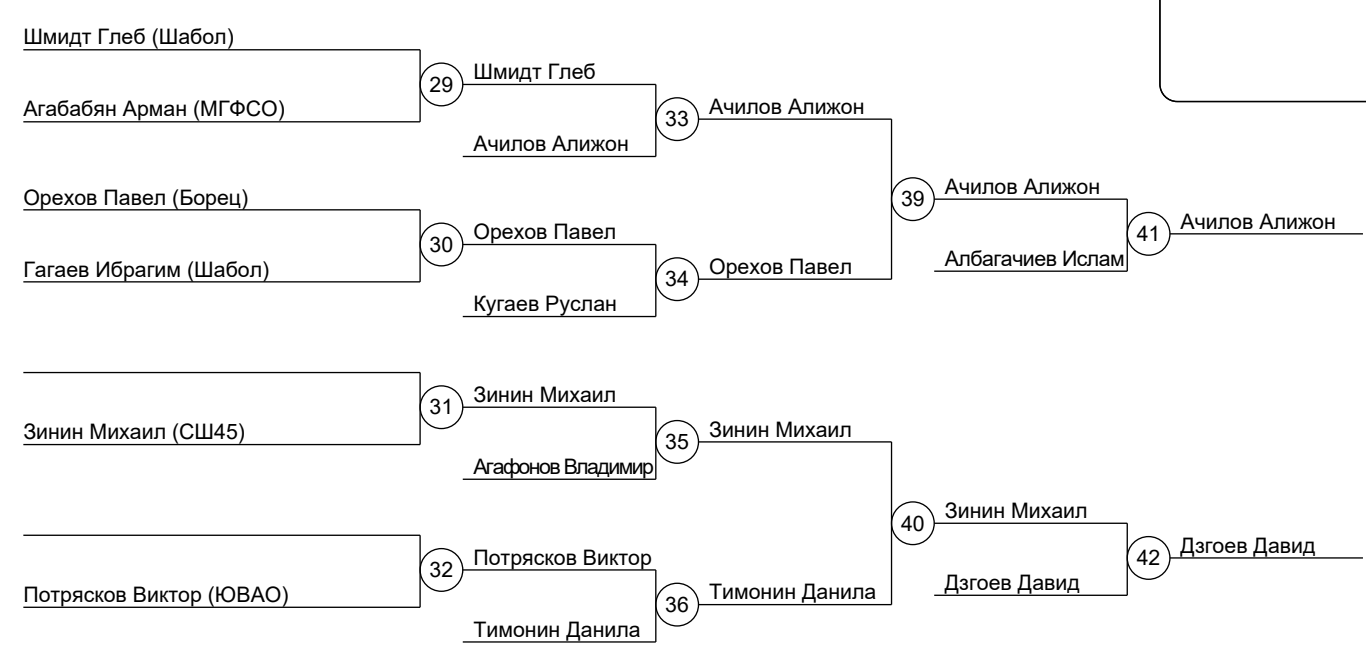 Шмидт Глеб (Шабол)
29
Шмидт Глеб
Агабабян Арман (МГФСО)
33
Ачилов Алижон
Ачилов Алижон
Орехов Павел (Борец)
39
Ачилов Алижон
30
Орехов Павел
41
Ачилов Алижон
Гагаев Ибрагим (Шабол)
34
Орехов Павел
Албагачиев Ислам
Кугаев Руслан
31
Зинин Михаил
Зинин Михаил (СШ45)
35
Зинин Михаил
Агафонов Владимир
40
Зинин Михаил
32
Потрясков Виктор
42
Дзгоев Давид
Потрясков Виктор (ЮВАО)
36
Тимонин Данила
Дзгоев Давид
Тимонин Данила